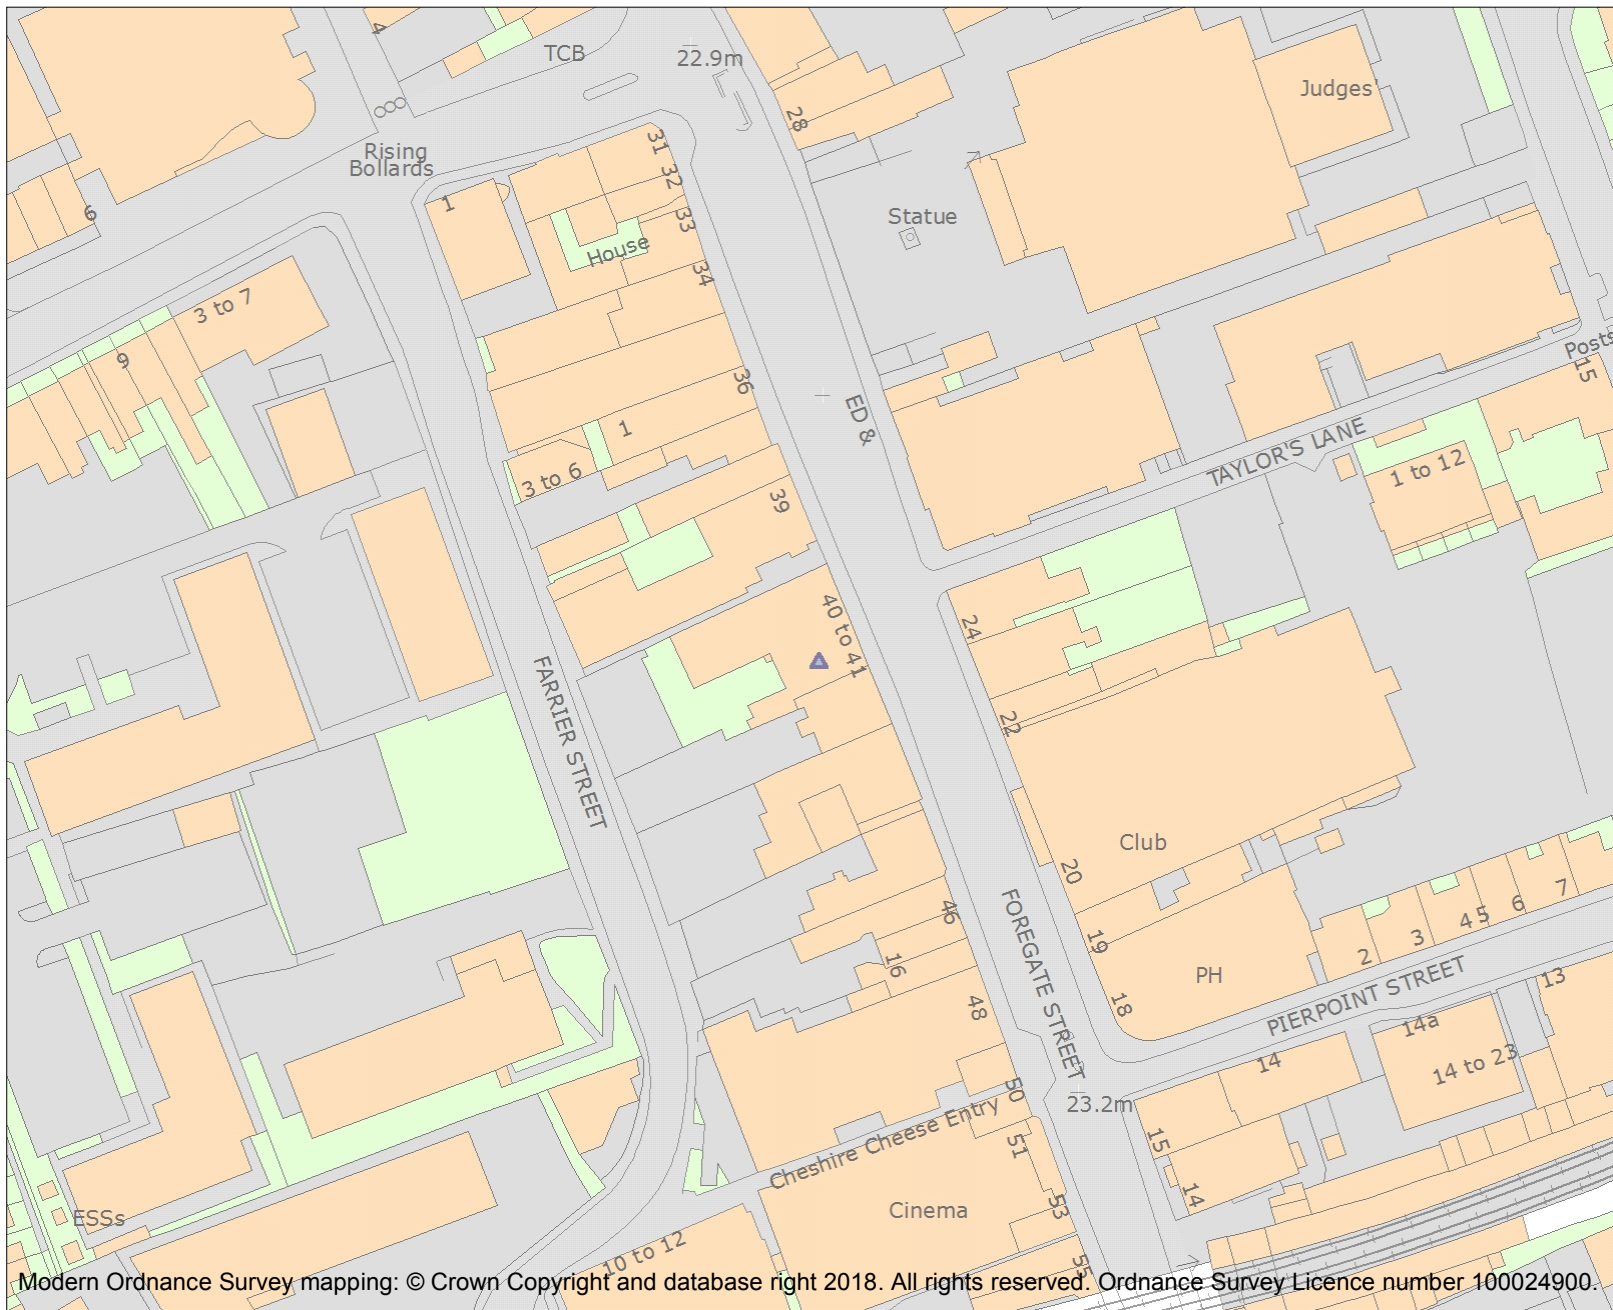 4
TCB
22.9m
28
Judges'
Rising
Bollards
31
32
33
34
1
6
House
Statue
3 to 7
9
36
ED &
Posts
15
1
3 to 6
39
TAYLOR'S LANE
1 to 12
40 to 41
24
22
FARRIER STREET
Club
20
46
19
16
FOREGATE STREET
PH
18
48
2
3
4
5
6
7
PIERPOINT STREET
13
14a
14
14 to 23
50
23.2m
Cheshire Cheese Entry
51
15
14
53
Cinema
ESSs
10 to 12
55
Modern Ordnance Survey mapping: © Crown Copyright and database right 2018. All rights reserved. Ordnance Survey Licence number 100024900.